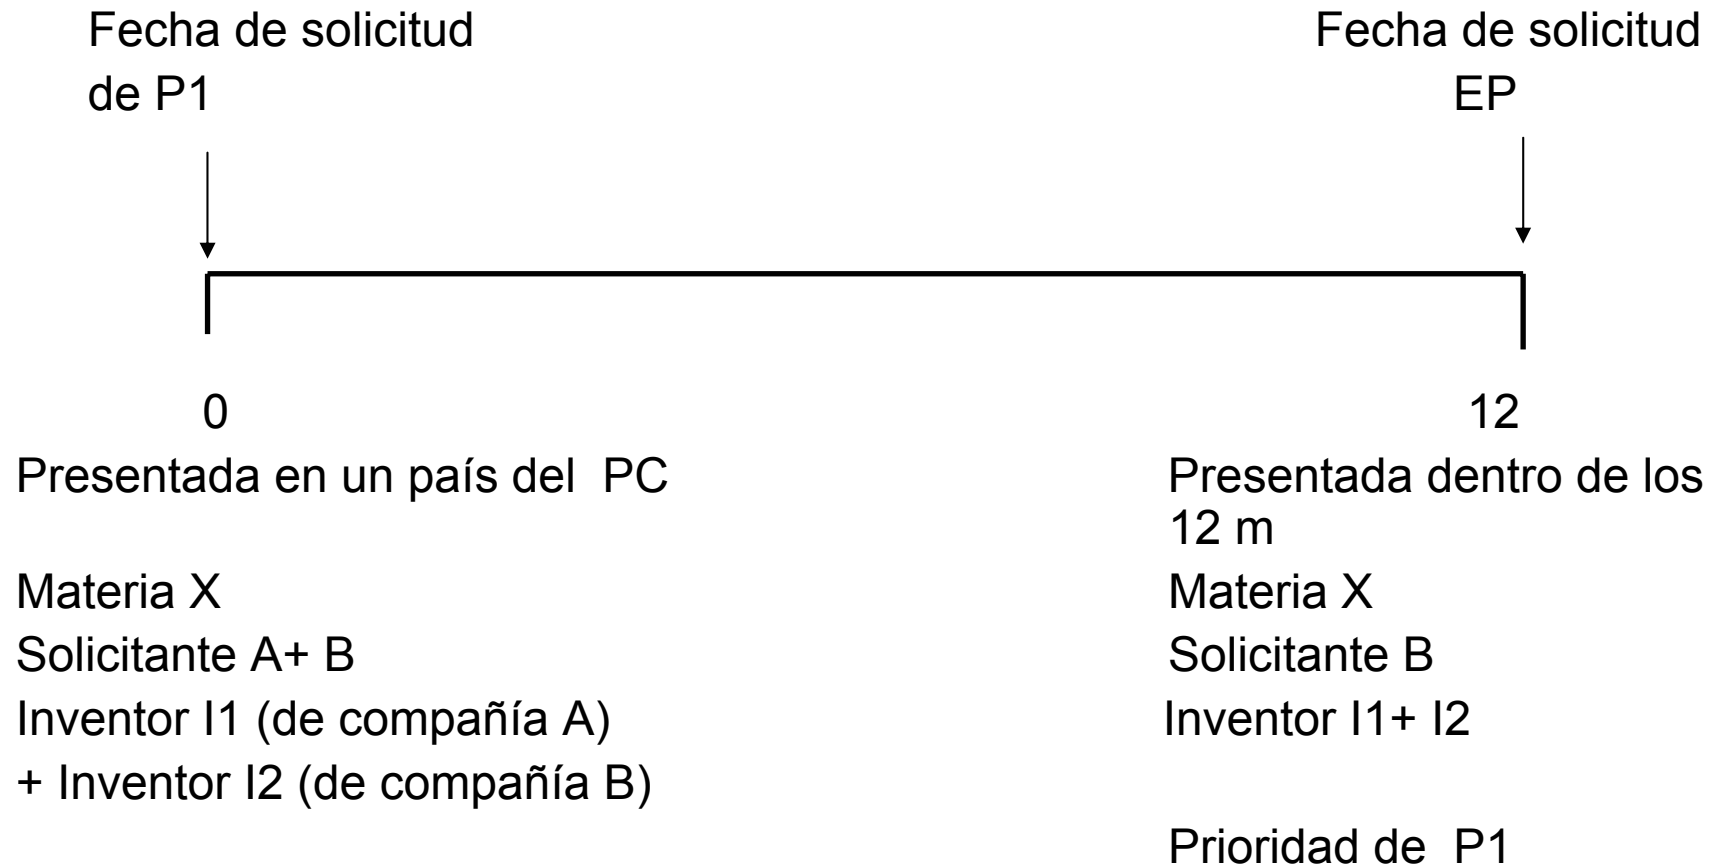 Fecha de solicitud
de P1
Fecha de solicitud
EP
0
12
Presentada en un país del PC
Materia X
Solicitante A+ B
Inventor I1 (de compañía A)
+ Inventor I2 (de compañía B)
Presentada dentro de los
12 m
Materia X
Solicitante B
Inventor I1+ I2
Prioridad de P1